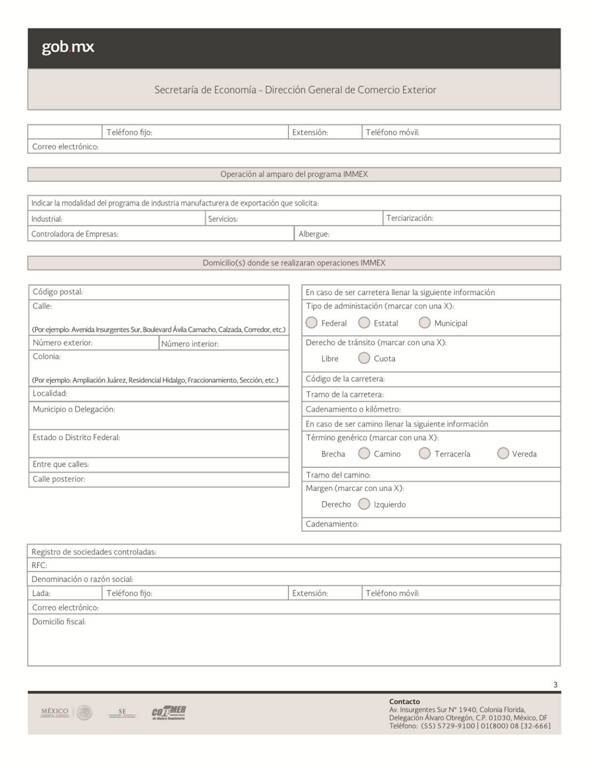 gob.mx
Secretaría de Economía - Dirección General de Comercio Exterior
Teléfono fijo: Extensión: Teléfono móvil:
Correo electrónico:
Operación al amparo del programa IMMEX
Indicar la modalidad del programa de industria manufacturera de exportación que solicita:
Industrial: Servicios: Terciarización:
Controladora de Empresas: Albergue:
Domicilio(s) donde se realizaran operaciones IMMEX
Código postal:
Calle:
(Por ejemplo: Avenida Insurgentes Sur, Boulevard Ávila Camacho, Calzada, Corredor, etc.)
Número exterior: Número interior:
Colonia:
(Por ejemplo: Ampliación Juárez, Residencial Hidalgo, Fraccionamiento, Sección, etc.)
Localidad:
Municipio o Delegación:
Estado o Distrito Federal:
Entre que calles:
Calle posterior:
En caso de ser carretera llenar la siguiente información
Tipo de administación (marcar con una X):
Federal Estatal Municipal
Derecho de tránsito (marcar con una X):
Libre Cuota
Código de la carretera:
Tramo de la carretera:
Cadenamiento o kilómetro:
En caso de ser camino llenar la siguiente información
Término genérico (marcar con una X):
Brecha Camino Terracería Vereda
Tramo del camino:
Margen (marcar con una X):
Derecho Izquierdo
Cadenamiento:
Registro de sociedades controladas:
RFC:
Denominación o razón social:
Lada: Teléfono fijo: Extensión: Teléfono móvil:
Correo electrónico:
Domicilio fiscal:
3
MÉXICO
SE
Contacto
Av. Insurgentes Sur N° 1940, Colonia Florida,
Delegación Álvaro Obregón, C.P. 01030, México, DF
Teléfono: (55) 5729-9100 | 01(800) 08 [32-666]